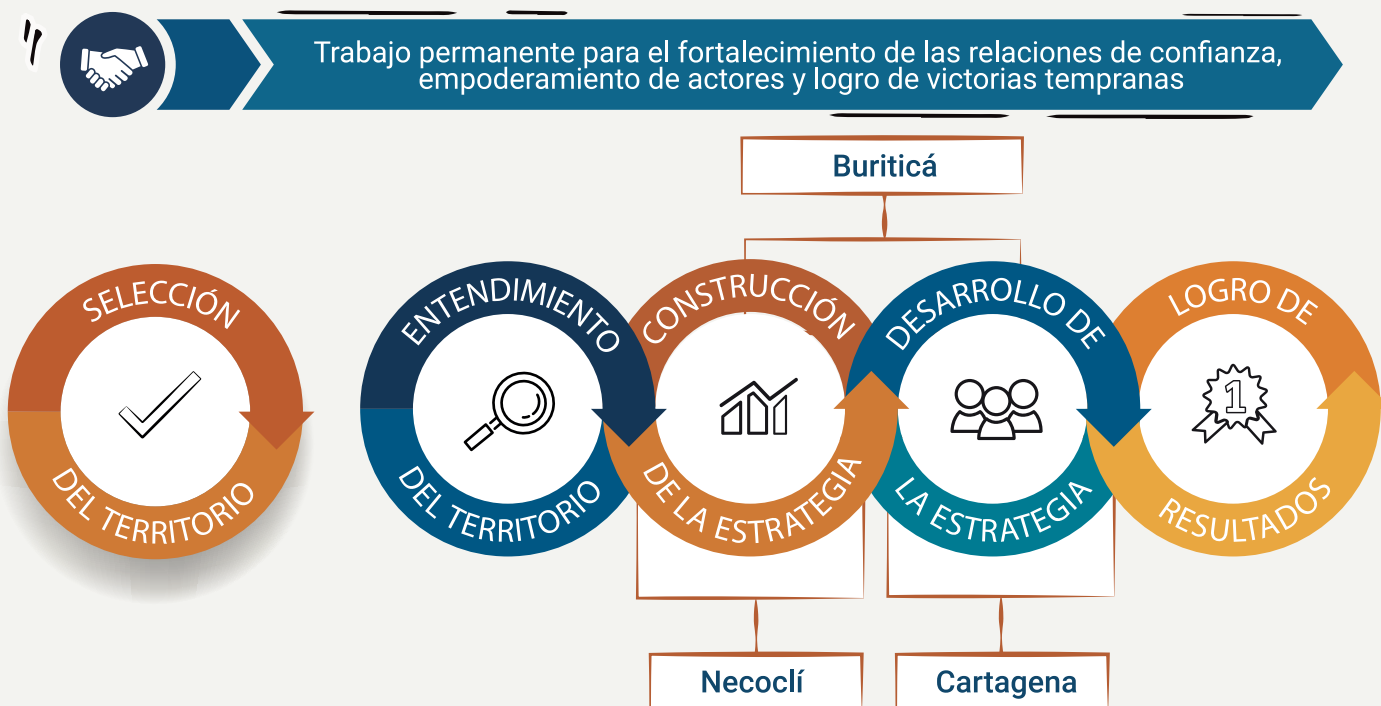 Trabajo permanente para el fortalecimiento de las relaciones de confianza,
empoderamiento de actores y logro de victorias tempranas
Buriticá
SELECCIÓN
DEL TERRITORIO
ENTENDIMIENTO
DEL TERRITORIO
CONSTRUCCIÓN
DE LA ESTRATEGIA
DESARROLLO DE
LA ESTRATEGIA
LOGRO DE
RESULTADOS
1
Necoclí
Cartagena